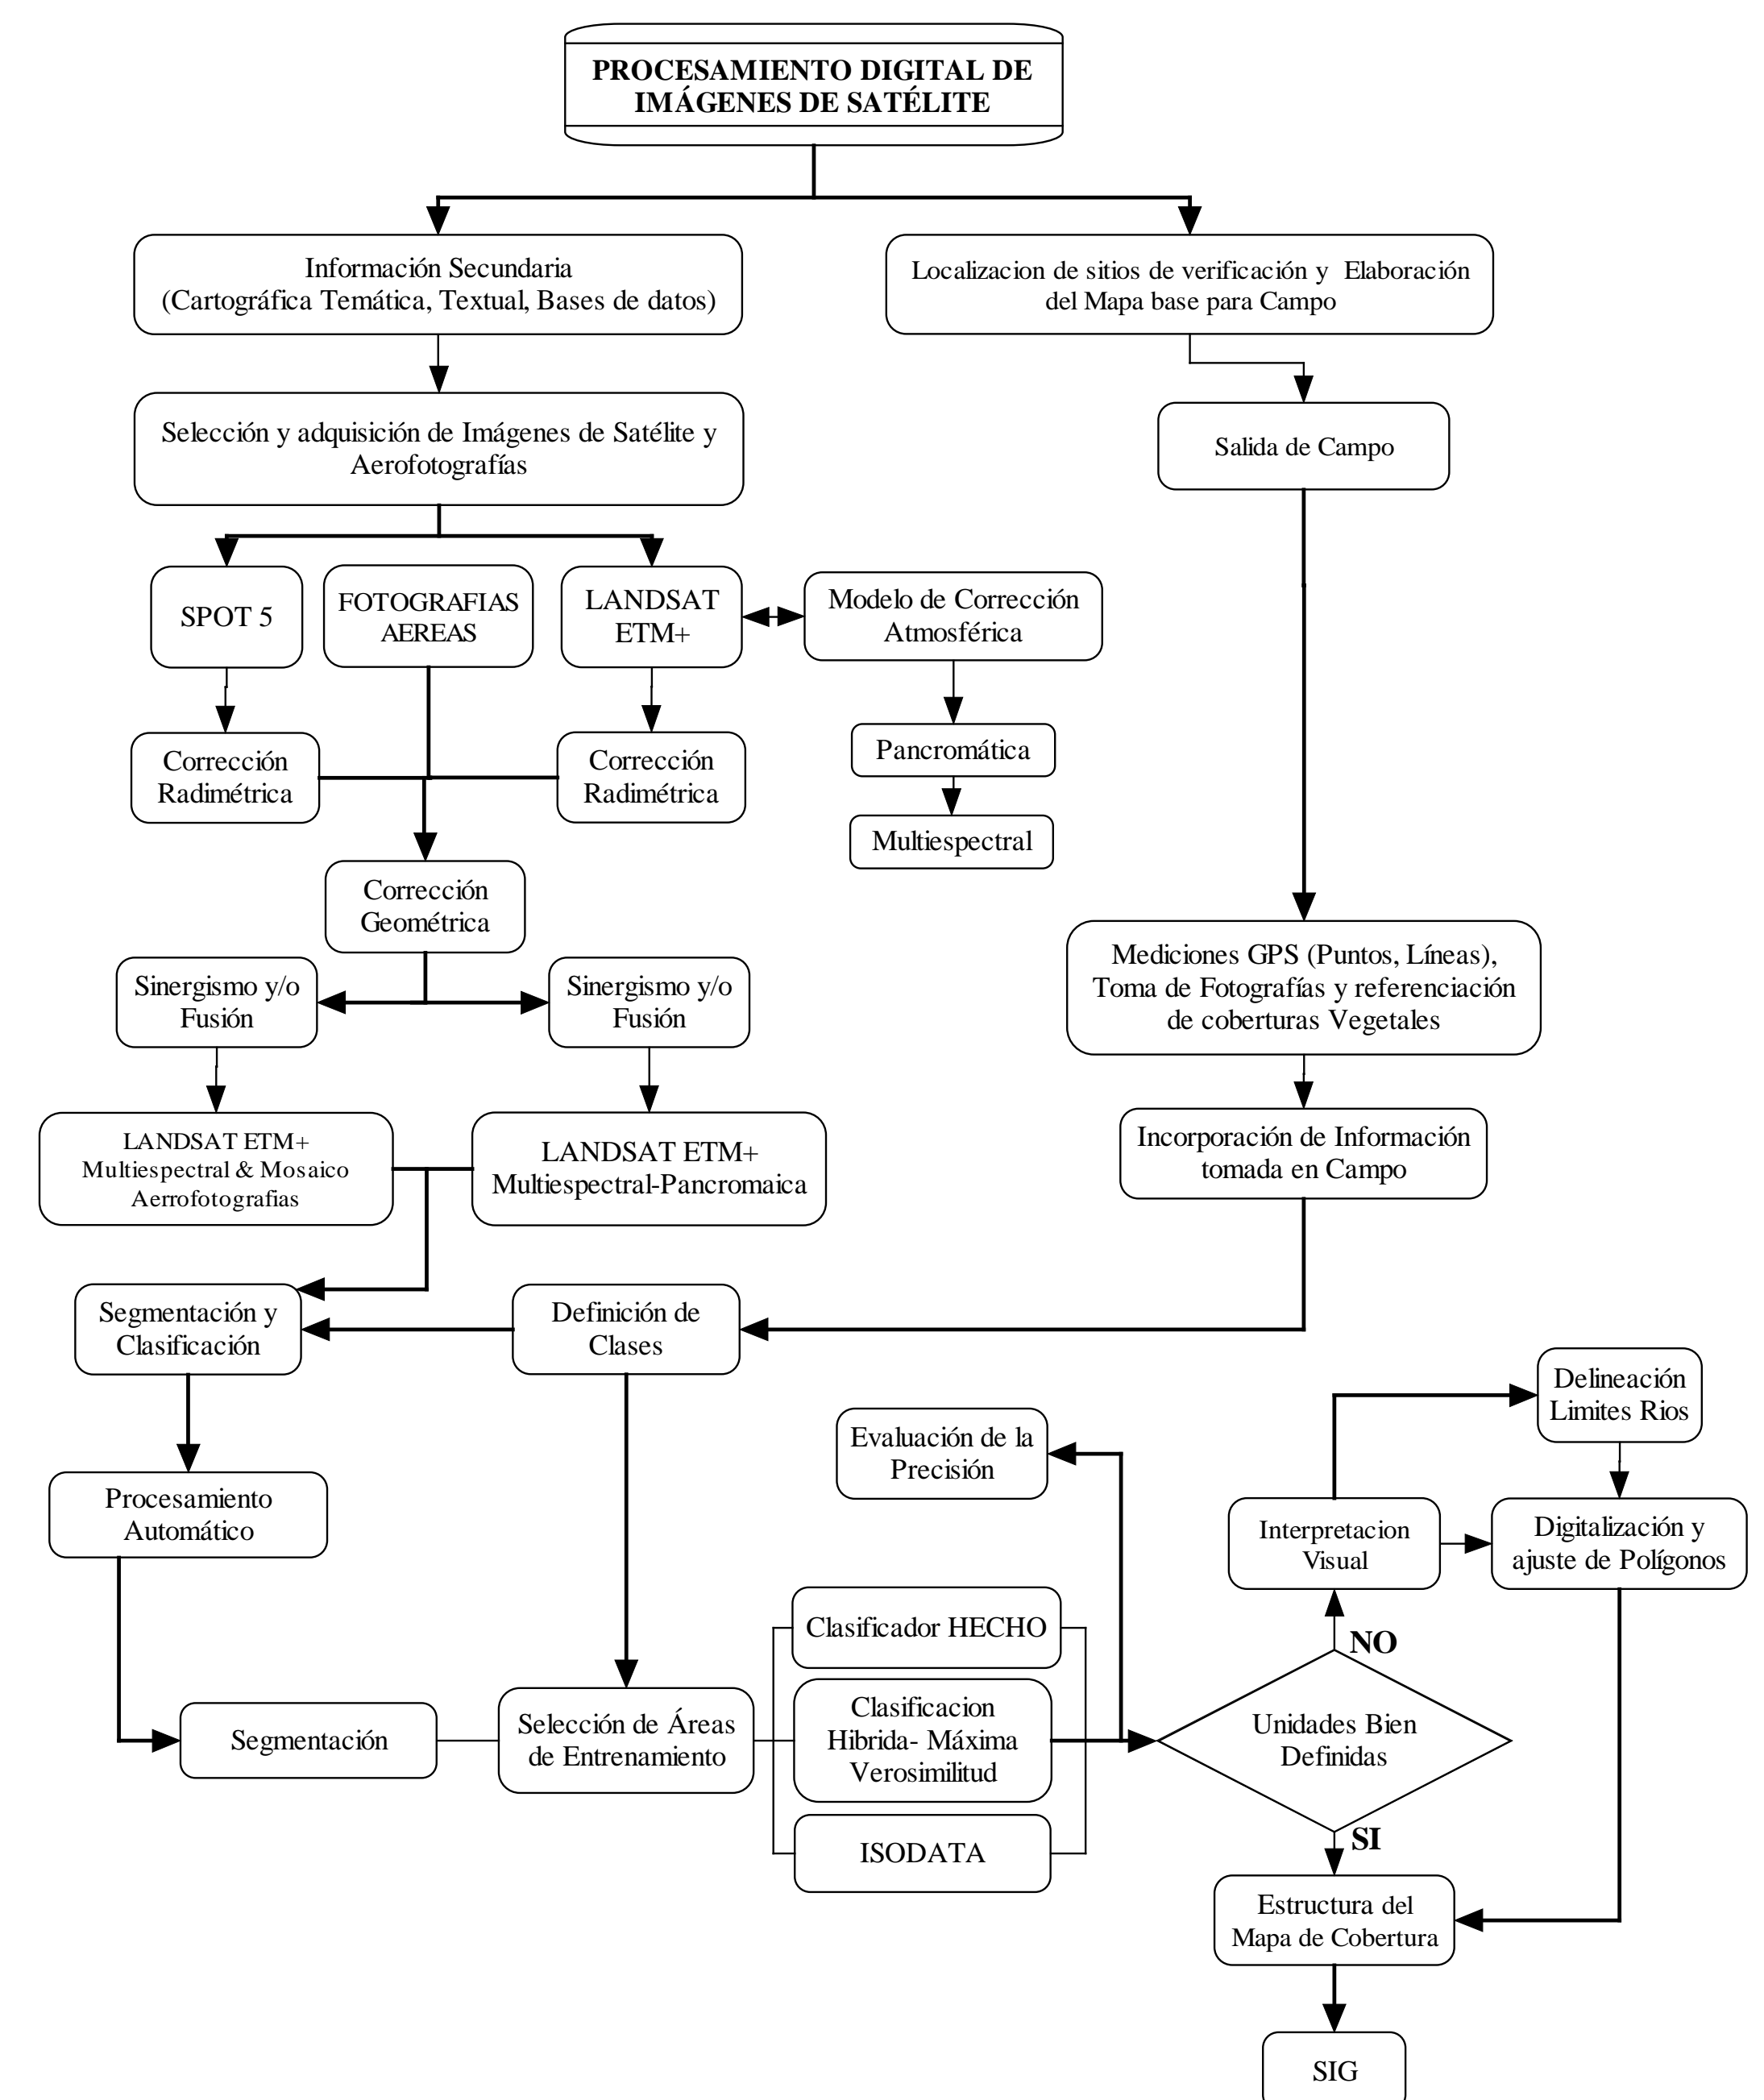 PROCESAMIENTO DIGITAL DE
IMÁGENES DE SATÉLITE
Información Secundaria
(Cartográfica Temática, Textual, Bases de datos)
Localizacion de sitios de verificación y Elaboración
del Mapa base para Campo
Selección y adquisición de Imágenes de Satélite y
Aerofotografías
Salida de Campo
SPOT 5
FOTOGRAFIAS
AEREAS
LANDSAT
ETM+
Modelo de Corrección
Atmosférica
Corrección
Radimétrica
Corrección
Radimétrica
Pancromática
Multiespectral
Corrección
Geométrica
Sinergismo y/o
Fusión
Sinergismo y/o
Fusión
Mediciones GPS (Puntos, Líneas),
Toma de Fotografías y referenciación
de coberturas Vegetales
LANDSAT ETM+
Multiespectral & Mosaico
Aerrofotografias
LANDSAT ETM+
Multiespectral-Pancromaica
Incorporación de Información
tomada en Campo
Segmentación y
Clasificación
Definición de
Clases
Delineación
Limites Rios
Evaluación de la
Precisión
Procesamiento
Automático
Interpretacion
Visual
Digitalización y
ajuste de Polígonos
Clasificador HECHO
NO
Segmentación
Selección de Áreas
de Entrenamiento
Clasificacion
Hibrida- Máxima
Verosimilitud
Unidades Bien
Definidas
ISODATA
SI
Estructura del
Mapa de Cobertura
SIG